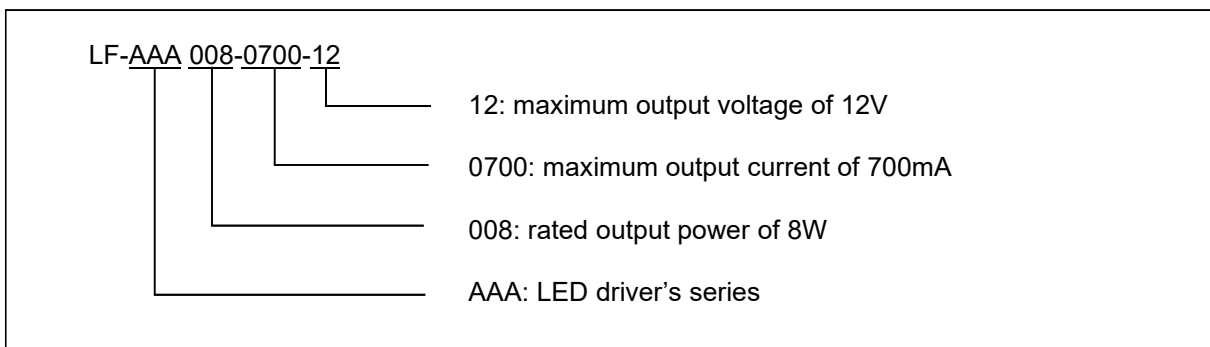 LF-AAA 008-0700-12
12: maximum output voltage of 12V
0700: maximum output current of 700mA
008: rated output power of 8W
AAA: LED driver’s series